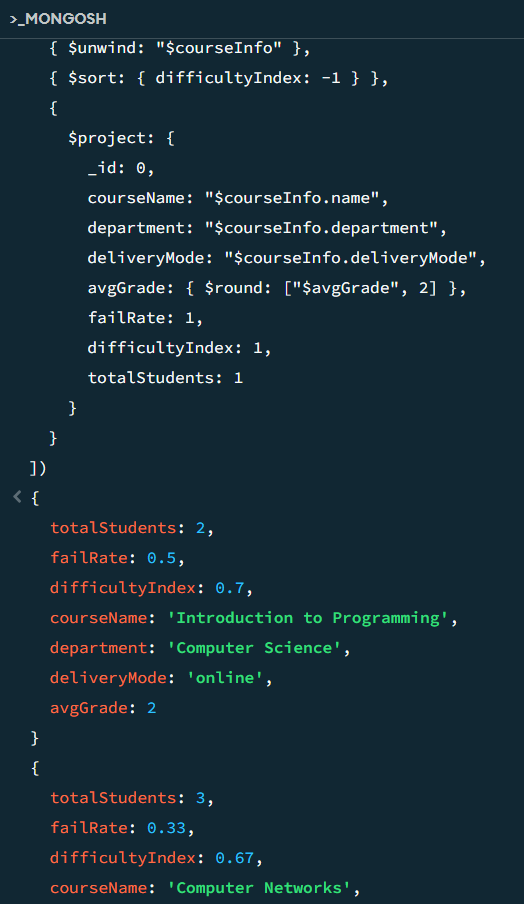 >_MONGOSH
{ $unwind: "$courseInfo" },
{ $sort: { difficultyIndex: -1 } },
{
$project: {
_id: 0,
courseName: "$courseInfo.name",
department: "$courseInfo.department",
deliveryMode: "$courseInfo.deliveryMode",
avgGrade: { $round: ["$avgGrade", 2] },
failRate: 1,
difficultyIndex: 1,
totalStudents: 1
}
}
])
< {
totalStudents: 2,
failRate: 0.5,
difficultyIndex: 0.7,
courseName: 'Introduction to Programming',
department: 'Computer Science',
deliveryMode: 'online',
avgGrade: 2
}
{
totalStudents: 3,
failRate: 0.33,
difficultyIndex: 0.67,
courseName: 'Computer Networks',